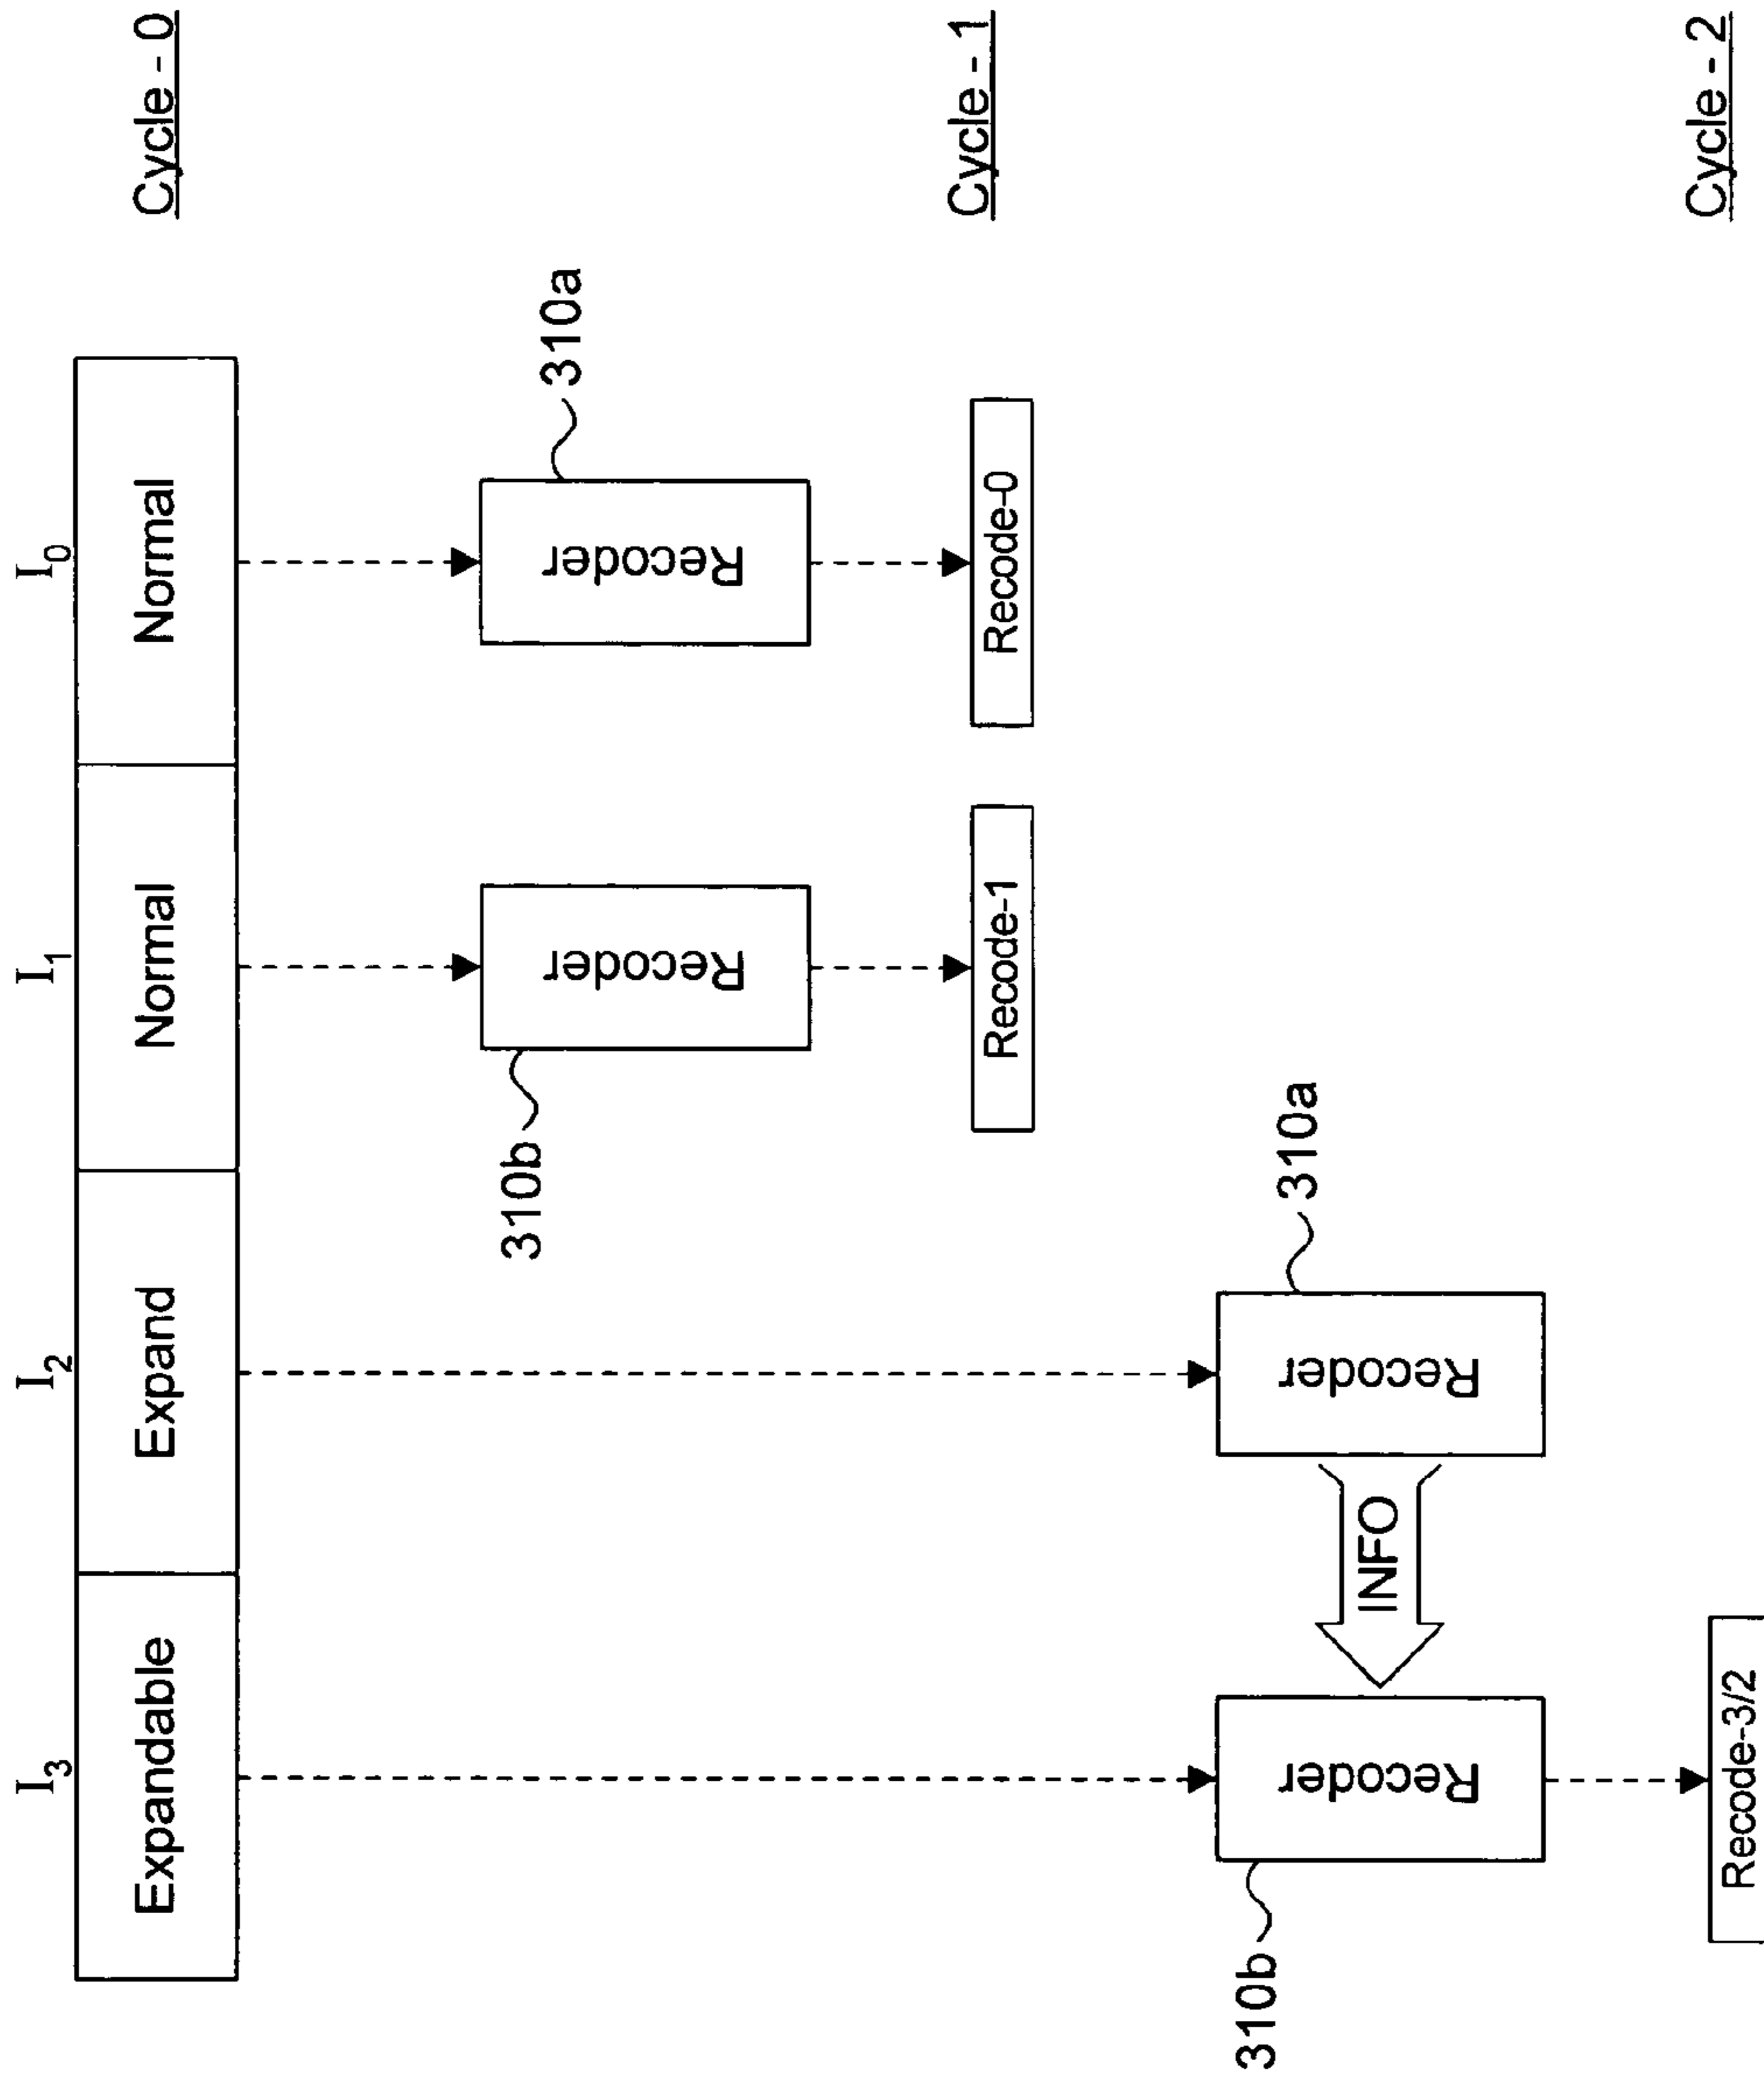 I3 I2 I1 I0
Expandable Expand Normal Normal Cycle - 0
310b Recoder Recoder 310a
Recode-1 Recode-0 Cycle - 1
310b Recoder INFO Recoder 310a
Recode-3/2 Cycle - 2